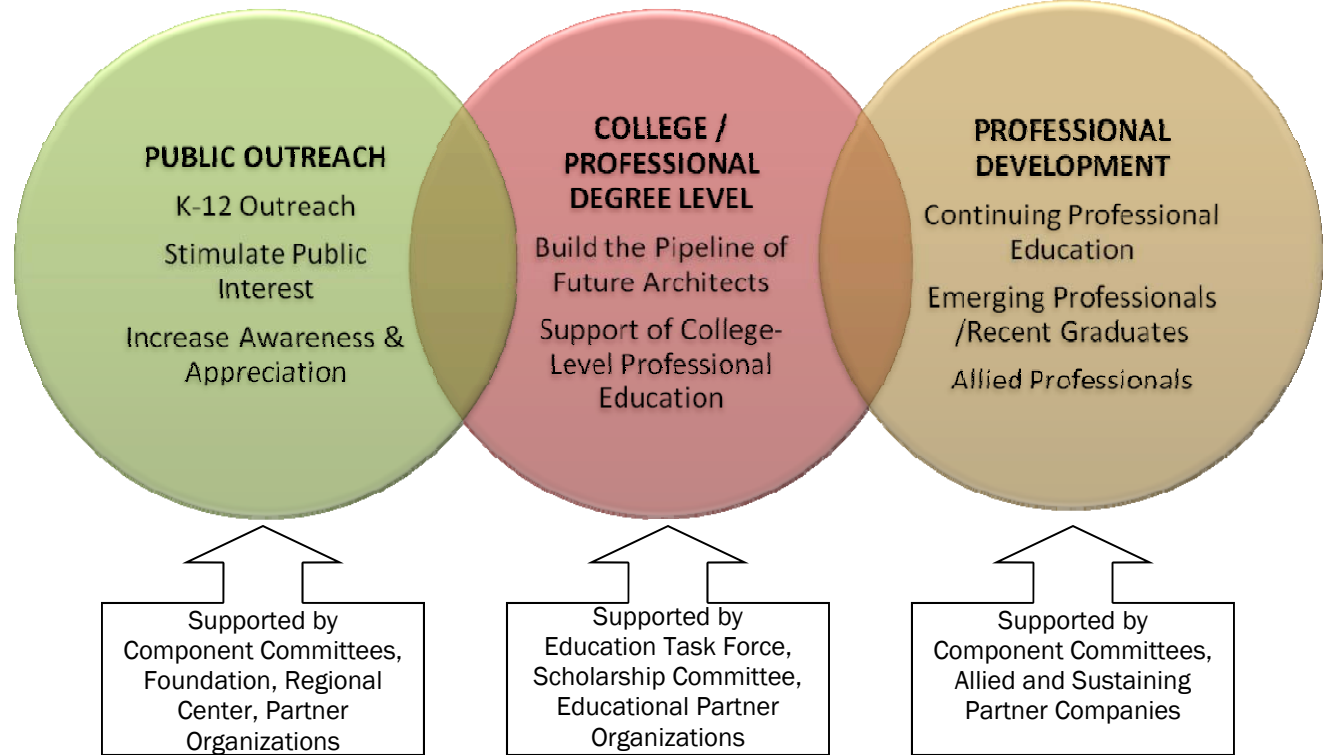 PUBLIC OUTREACH
K-12 Outreach
Stimulate Public
Interest
Increase Awareness &
Appreciation
COLLEGE /
PROFESSIONAL
DEGREE LEVEL
Build the Pipeline of
Future Architects
Support of College-
Level Professional
Education
PROFESSIONAL
DEVELOPMENT
Continuing Professional
Education
Emerging Professionals
/Recent Graduates
Allied Professionals
Supported by
Component Committees,
Foundation, Regional
Center, Partner
Organizations
Supported by
Education Task Force,
Scholarship Committee,
Educational Partner
Organizations
Supported by
Component Committees,
Allied and Sustaining
Partner Companies